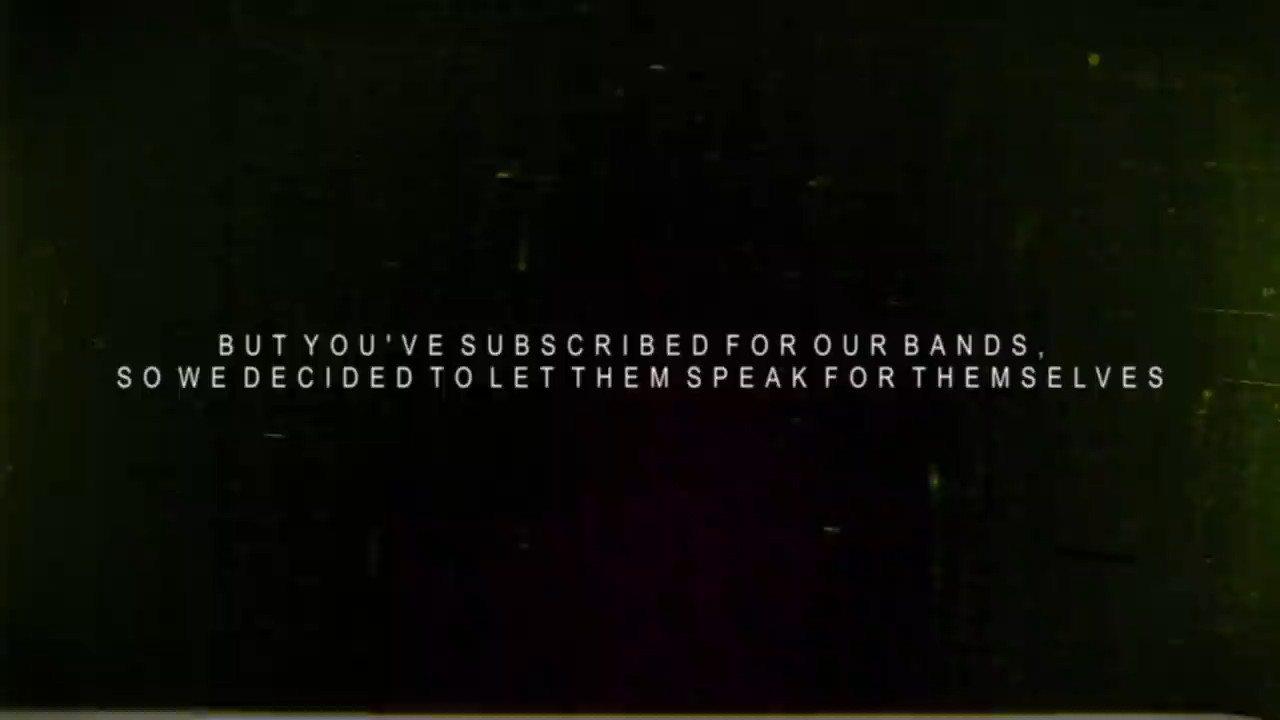 BUT YOU'VE SUBSCRIBED FOR OUR BANDS,
SO WE DECIDED TO LET THEM SPEAK FOR THEMSELVES